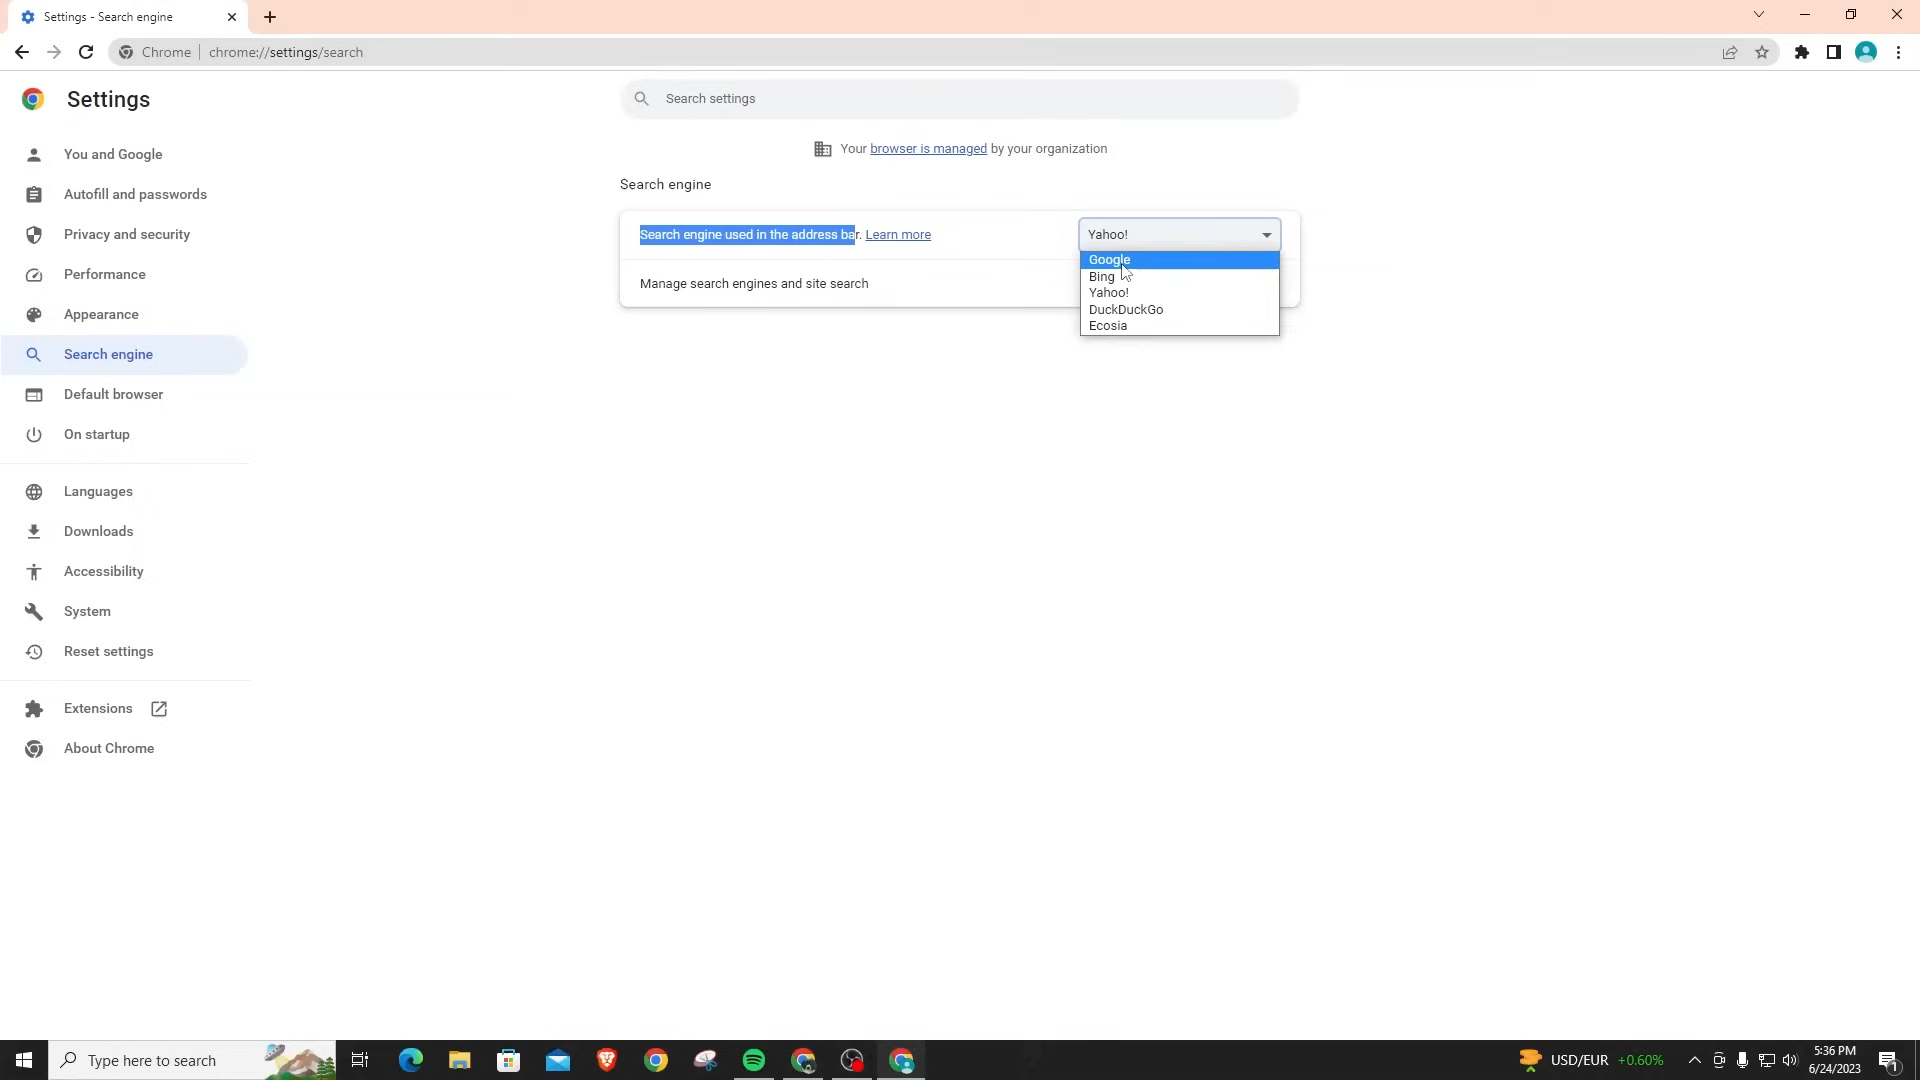 Settings - Search engine
Chrome | chrome://settings/search
Settings
Search settings
You and Google
Autofill and passwords
Privacy and security
Performance
Appearance
Search engine
Default browser
On startup
Languages
Downloads
Accessibility
System
Reset settings
Extensions
About Chrome
Your browser is managed by your organization
Search engine
Search engine used in the address bar. Learn more
Yahoo!
Google
Bing
Yahoo!
DuckDuckGo
Ecosia
Manage search engines and site search
Type here to search
USD/EUR +0.60%
5:36 PM
6/24/2023
1